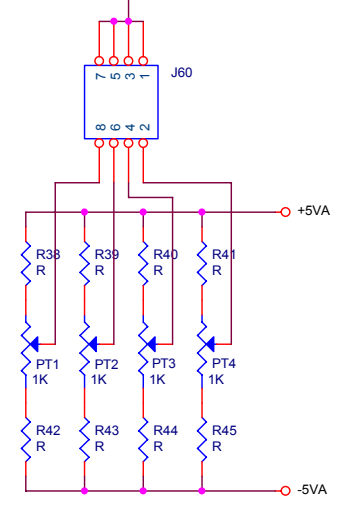 J60
7 5 3 1
8 6 4 2
+5VA
R38 R39 R40 R41
R R R R
PT1 PT2 PT3 PT4
1K 1K 1K 1K
R42 R43 R44 R45
R R R R
-5VA